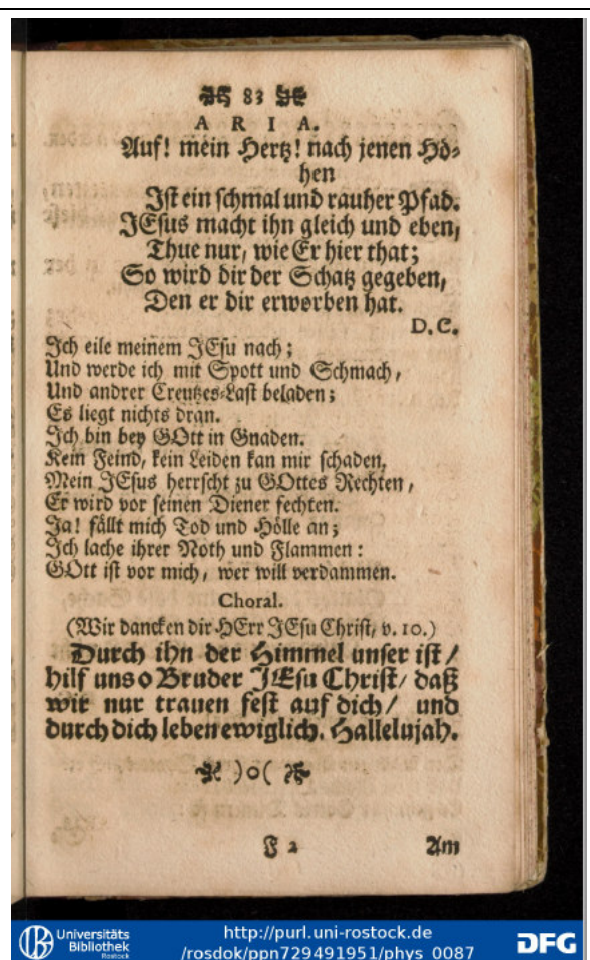 83
ARIA.
Auf! mein Hertz! nach jenen Hö-
hen
Ist ein schmal und rauher Pfad.
JEsus macht ihn gleich und eben,
Thue nur, wie Er hier that;
So wird dir der Schatz gegeben,
Den er dir erworben hat.
D. C.
Ich eile meinem JEsu nach;
Und werde ich mit Spott und Schmach,
Und andrer Creutzes-Last beladen;
Es liegt nichts dran.
Ich bin bey GOtt in Gnaden.
Kein Feind, kein Leiden kan mir schaden.
Mein JEsus herrscht zu GOttes Rechten,
Er wird vor seinen Diener fechten.
Ja! fällt mich Tod und Hölle an;
Ich lache ihrer Noth und Flammen:
GOtt ist vor mich, wer will verdammen.
Choral.
(Wir dancken dir HErr JEsu Christ, v. 10.)
Durch ihn der Himmel unser ist /
hilf uns o Bruder JEsu Christ / daß
wir nur trauen fest auf dich / und
durch dich leben ewiglich. Hallelujah.
)o(
F 2 Am
Universitäts
Bibliothek
Rostock
http://purl.uni-rostock.de
/rosdok/ppn729491951/phys_0087
DFG